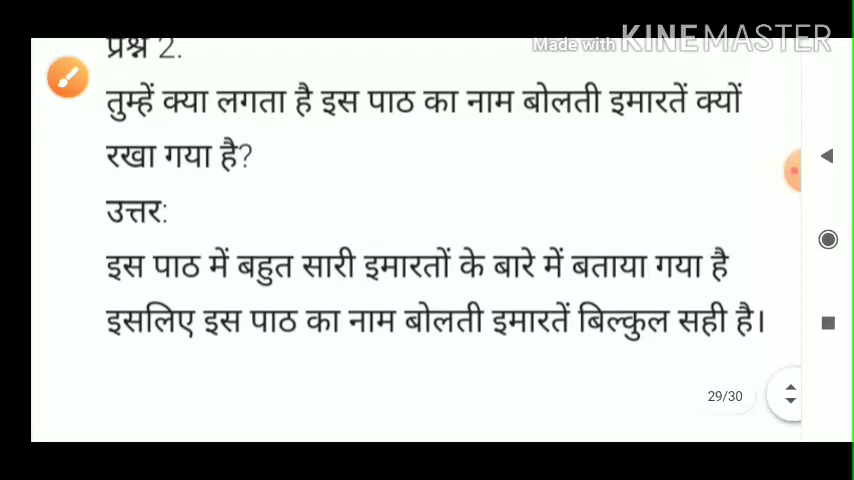 Made with KINEMASTER
प्रश्न 2.
तुम्हें क्या लगता है इस पाठ का नाम बोलती इमारतें क्यों
रखा गया है?
उत्तर:
इस पाठ में बहुत सारी इमारतों के बारे में बताया गया है
इसलिए इस पाठ का नाम बोलती इमारतें बिल्कुल सही है।
29/30